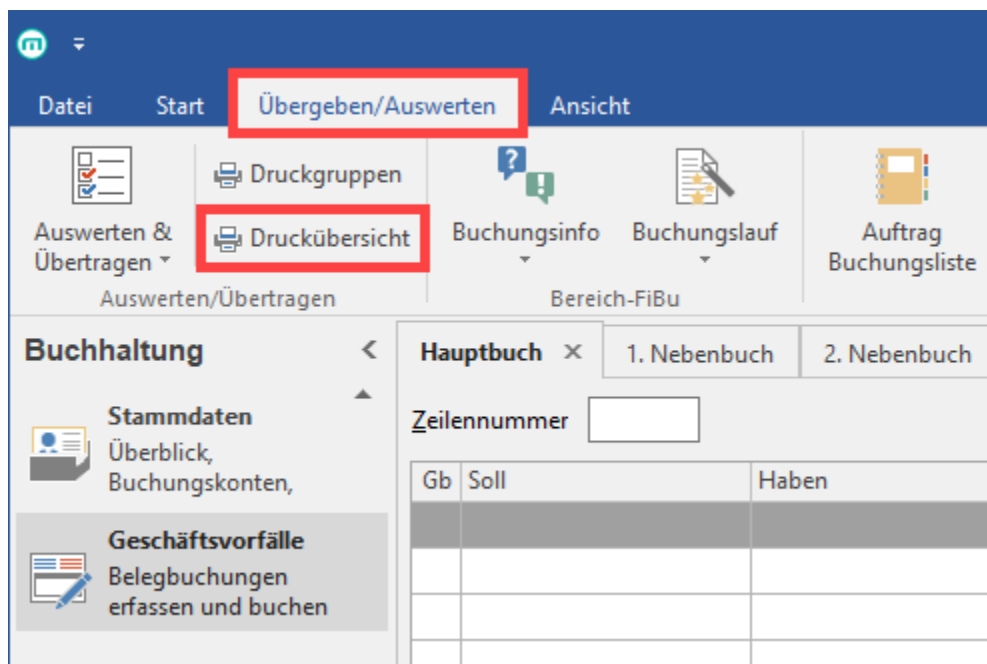 Datei Start Übergeben/Auswerten Ansicht
Druckgruppen
Druckübersicht
Auswerten &
Übertragen
Buchungsinfo
Buchungslauf
Auftrag
Buchungsliste
Auswerten/Übertragen
Bereich-FiBu
Buchhaltung
Stammdaten
Überblick,
Buchungskonten,
Geschäftsvorfälle
Belegbuchungen
erfassen und buchen
Hauptbuch 1. Nebenbuch 2. Nebenbuch
Zeilennummer
Gb Soll Haben